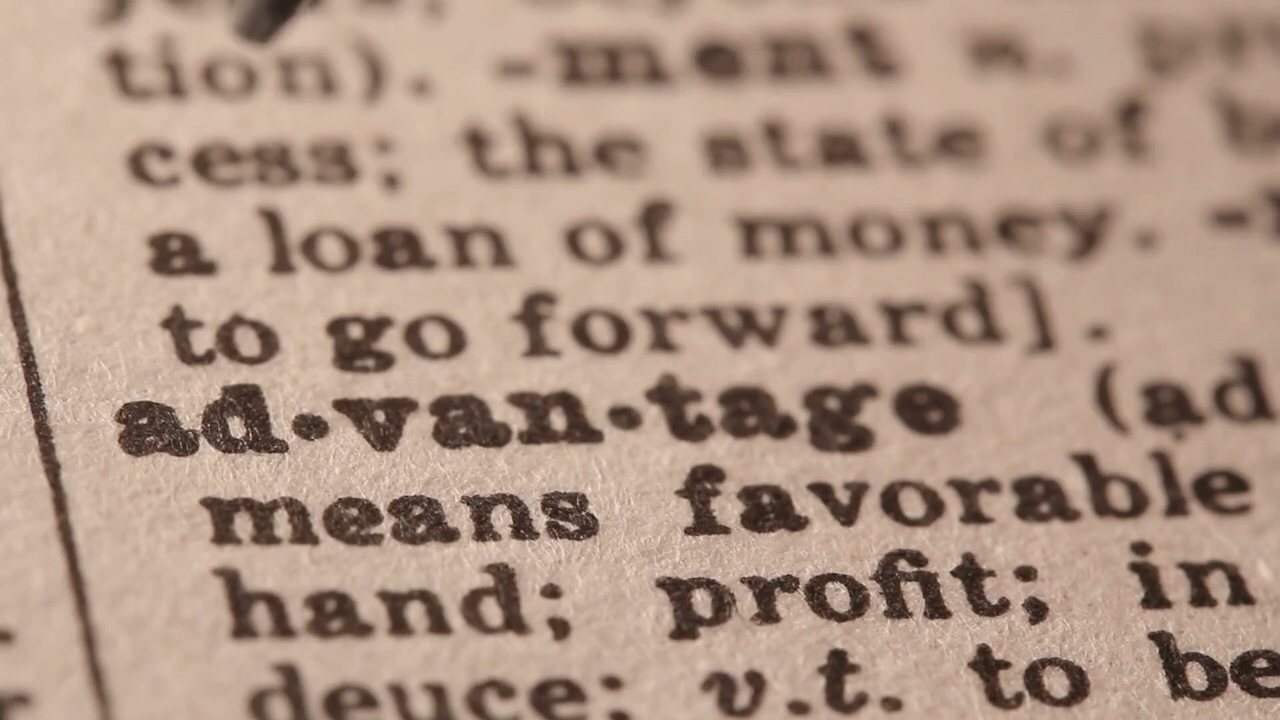 tion). -ment n.
cess; the state of
a loan of money. -
to go forward].
ad•van•tage (ad
means favorable
hand; profit; in
deuce; v.t. to be